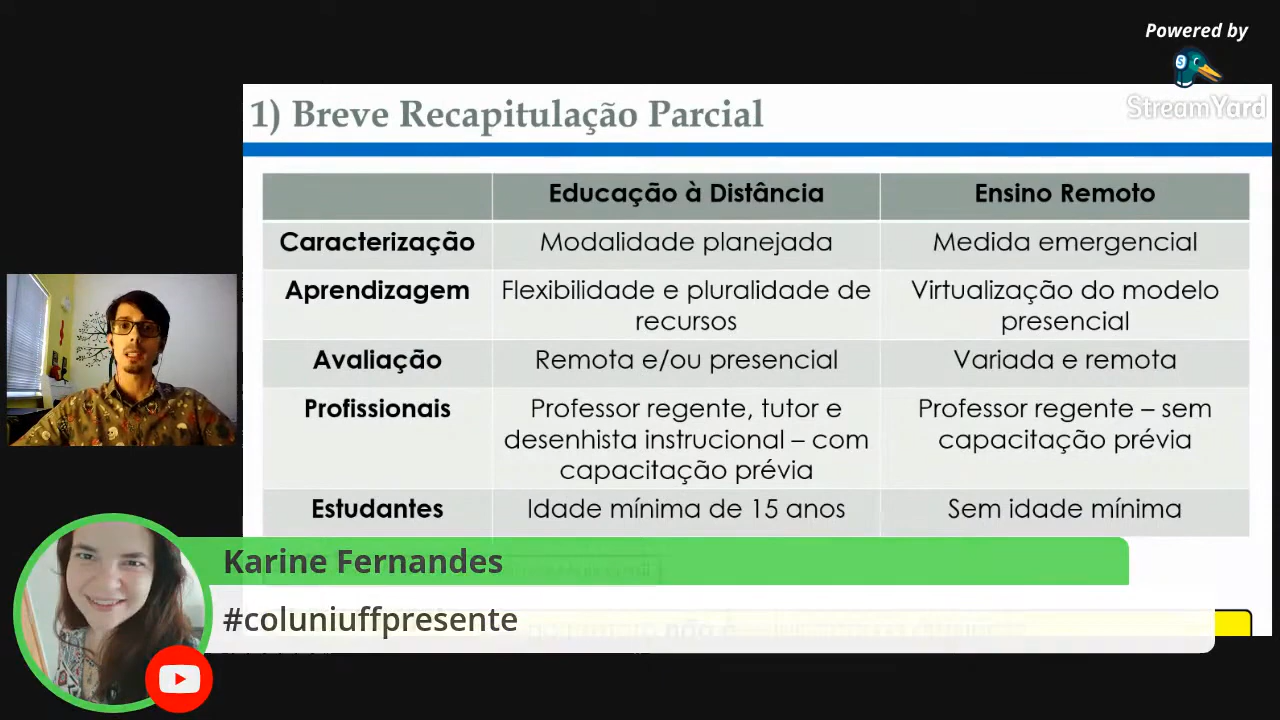 Powered by
StreamYard
1) Breve Recapitulação Parcial
Educação à Distância
Ensino Remoto
Caracterização
Modalidade planejada
Medida emergencial
Aprendizagem
Flexibilidade e pluralidade de
recursos
Virtualização do modelo
presencial
Avaliação
Remota e/ou presencial
Variada e remota
Profissionais
Professor regente, tutor e
desenhista instrucional – com
capacitação prévia
Professor regente – sem
capacitação prévia
Estudantes
Idade mínima de 15 anos
Sem idade mínima
Karine Fernandes
#coluniuffpresente